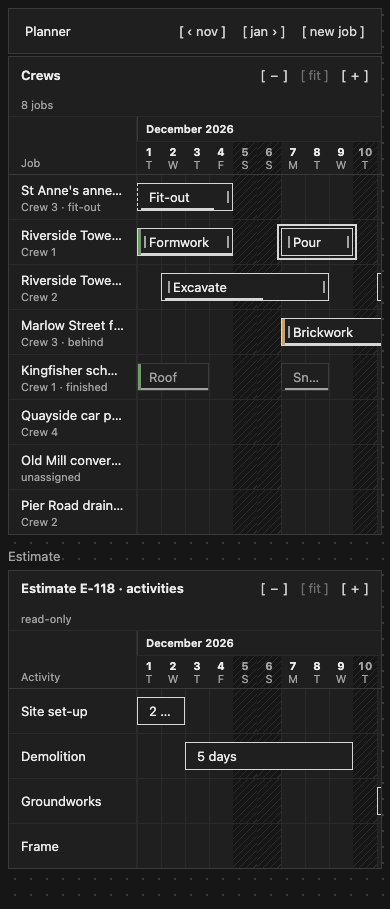 Planner [ ‹ nov ] [ jan › ] [ new job ]
Crews [ − ] [ fit ] [ + ]
8 jobs
December 2026
Job 1 2 3 4 5 6 7 8 9 10
T W T F S S M T W T
St Anne's anne... Fit-out
Crew 3 · fit-out
Riverside Towe... Formwork Pour
Crew 1
Riverside Towe... Excavate
Crew 2
Marlow Street f... Brickwork
Crew 3 · behind
Kingfisher sch... Roof Sn...
Crew 1 · finished
Quayside car p...
Crew 4
Old Mill conver...
unassigned
Pier Road drain...
Crew 2
Estimate
Estimate E-118 · activities [ − ] [ fit ] [ + ]
read-only
December 2026
Activity 1 2 3 4 5 6 7 8 9 10
T W T F S S M T W T
Site set-up 2 ...
Demolition 5 days
Groundworks
Frame